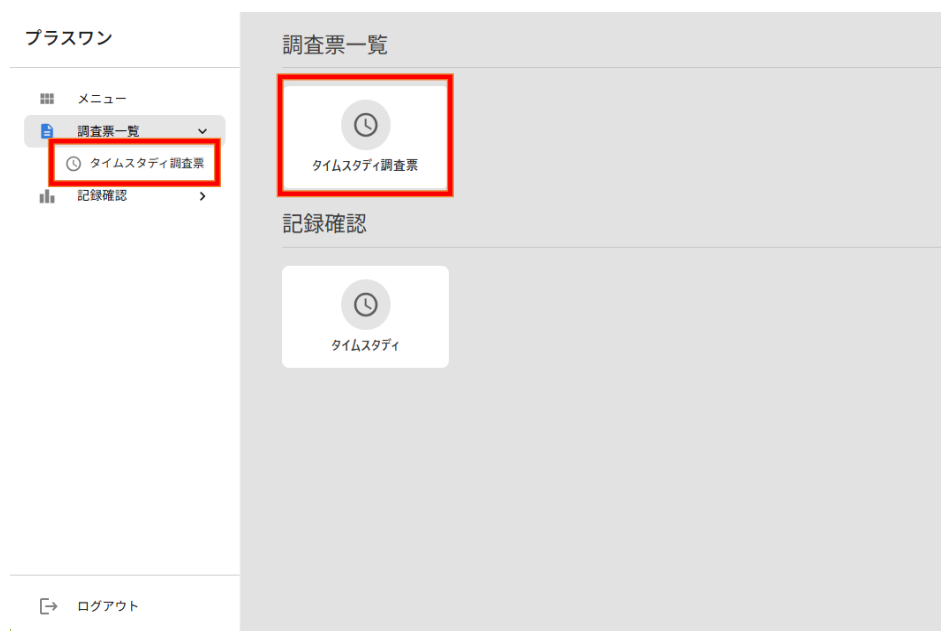 プラスワン
メニュー
調査票一覧
タイムスタディ調査票
記録確認
ログアウト
調査票一覧
タイムスタディ調査票
記録確認
タイムスタディ